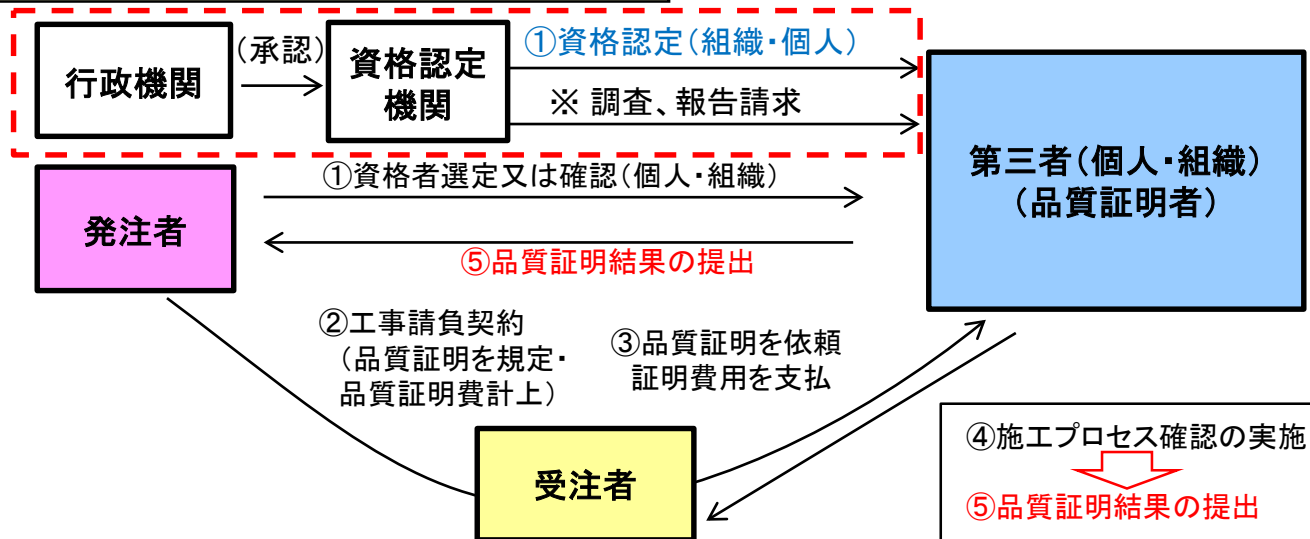 行政機関
(承認)
資格認定
機関
①資格認定(組織・個人)
※ 調査、報告請求
第三者(個人・組織)
(品質証明者)
①資格者選定又は確認(個人・組織)
発注者
⑤品質証明結果の提出
②工事請負契約
(品質証明を規定・
品質証明費計上)
③品質証明を依頼
証明費用を支払
受注者
④施工プロセス確認の実施
⑤品質証明結果の提出